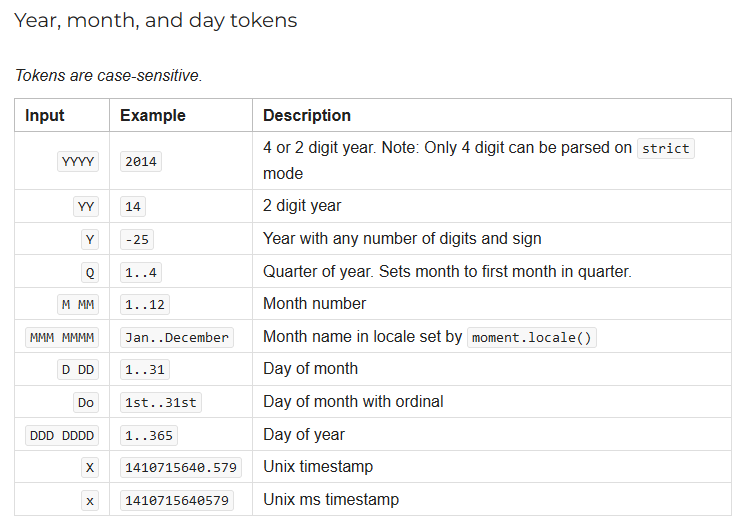 Year, month, and day tokens
Tokens are case-sensitive.
Input Example Description
YYYY 2014 4 or 2 digit year. Note: Only 4 digit can be parsed on strict
mode
YY 14 2 digit year
Y -25 Year with any number of digits and sign
Q 1..4 Quarter of year. Sets month to first month in quarter.
M MM 1..12 Month number
MMM MMMM Jan..December Month name in locale set by moment.locale()
D DD 1..31 Day of month
Do 1st..31st Day of month with ordinal
DDD DDDD 1..365 Day of year
X 1410715640.579 Unix timestamp
x 1410715640579 Unix ms timestamp